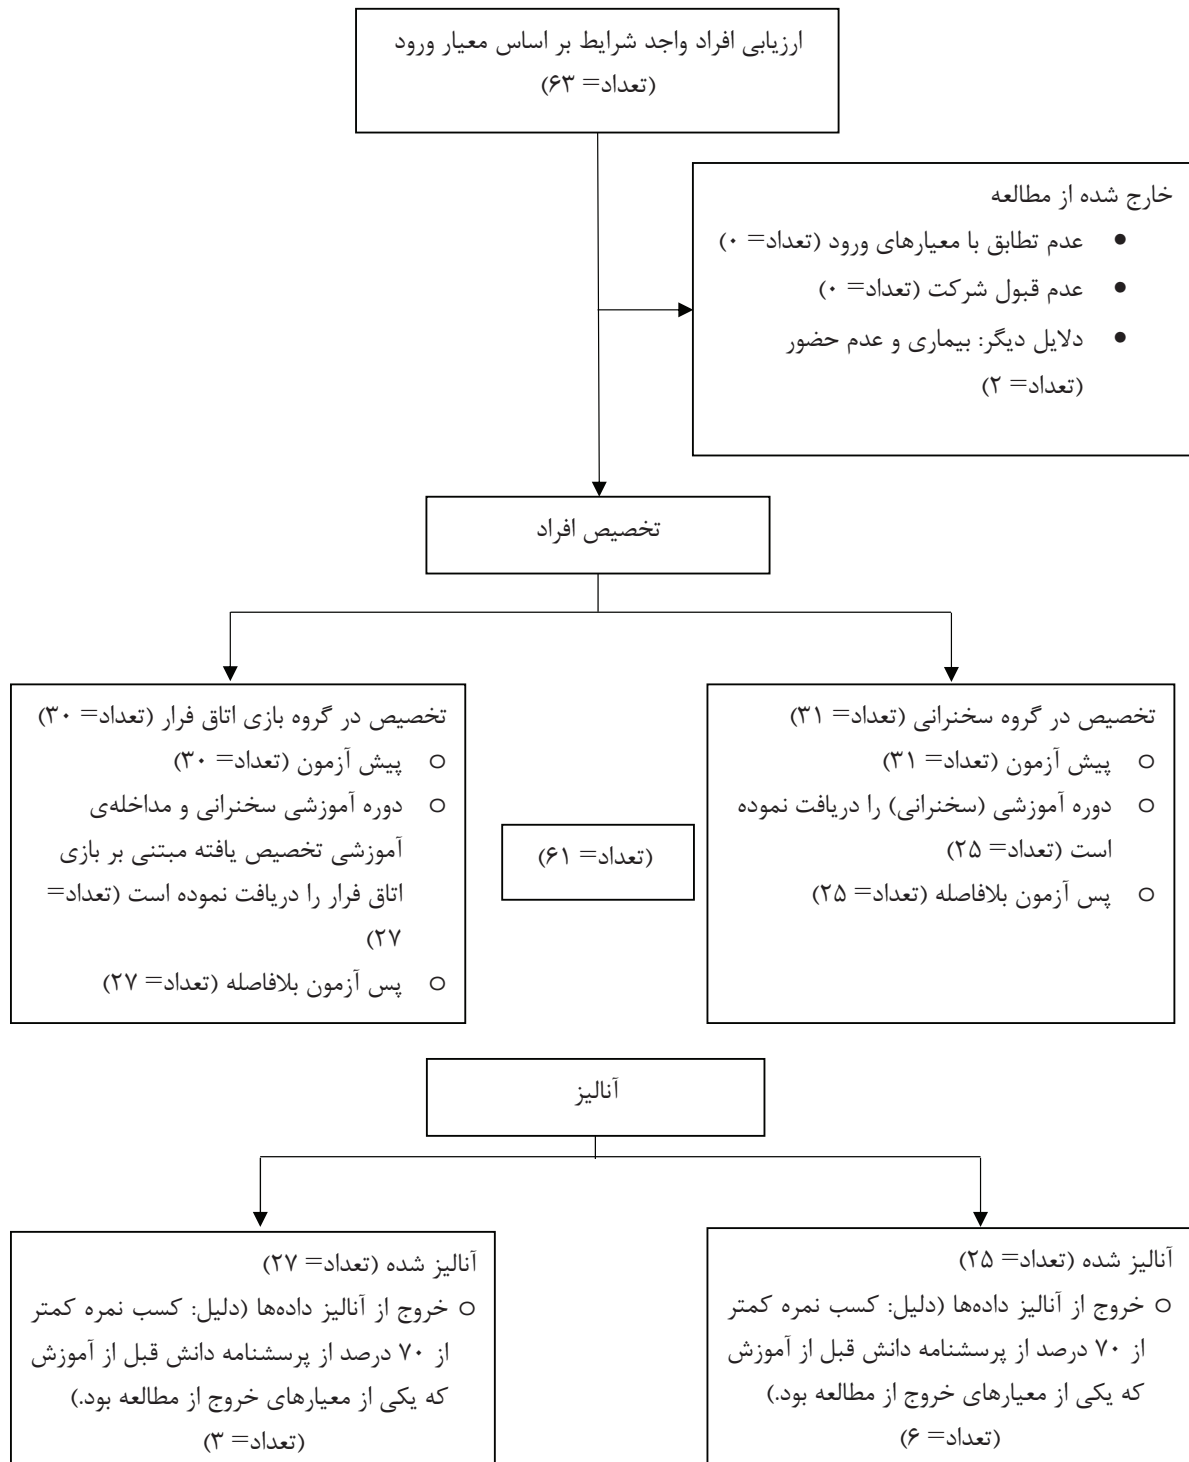 ارزیابی افراد واجد شرایط بر اساس معیار ورود
(تعداد= ۶۳)
خارج شده از مطالعه
● عدم تطابق با معیارهای ورود (تعداد= ۰)
● عدم قبول شرکت (تعداد= ۰)
● دلایل دیگر: بیماری و عدم حضور
(تعداد= ۲)
تخصیص افراد
تخصیص در گروه سخنرانی (تعداد= ۳۱)
○ پیش آزمون (تعداد= ۳۱)
○ دوره آموزشی (سخنرانی) را دریافت نموده
است (تعداد= ۲۵)
○ پس آزمون بلافاصله (تعداد= ۲۵)
(تعداد= ۶۱)
تخصیص در گروه بازی اتاق فرار (تعداد= ۳۰)
○ پیش آزمون (تعداد= ۳۰)
○ دوره آموزشی سخنرانی و مداخله‌ی
آموزشی تخصیص یافته مبتنی بر بازی
اتاق فرار را دریافت نموده است (تعداد=
۲۷)
○ پس آزمون بلافاصله (تعداد= ۲۷)
آنالیز
آنالیز شده (تعداد= ۲۵)
○ خروج از آنالیز داده‌ها (دلیل: کسب نمره کمتر
از ۷۰ درصد از پرسشنامه دانش قبل از آموزش
که یکی از معیارهای خروج از مطالعه بود.)
(تعداد= ۶)
آنالیز شده (تعداد= ۲۷)
○ خروج از آنالیز داده‌ها (دلیل: کسب نمره کمتر
از ۷۰ درصد از پرسشنامه دانش قبل از آموزش
که یکی از معیارهای خروج از مطالعه بود.)
(تعداد= ۳)